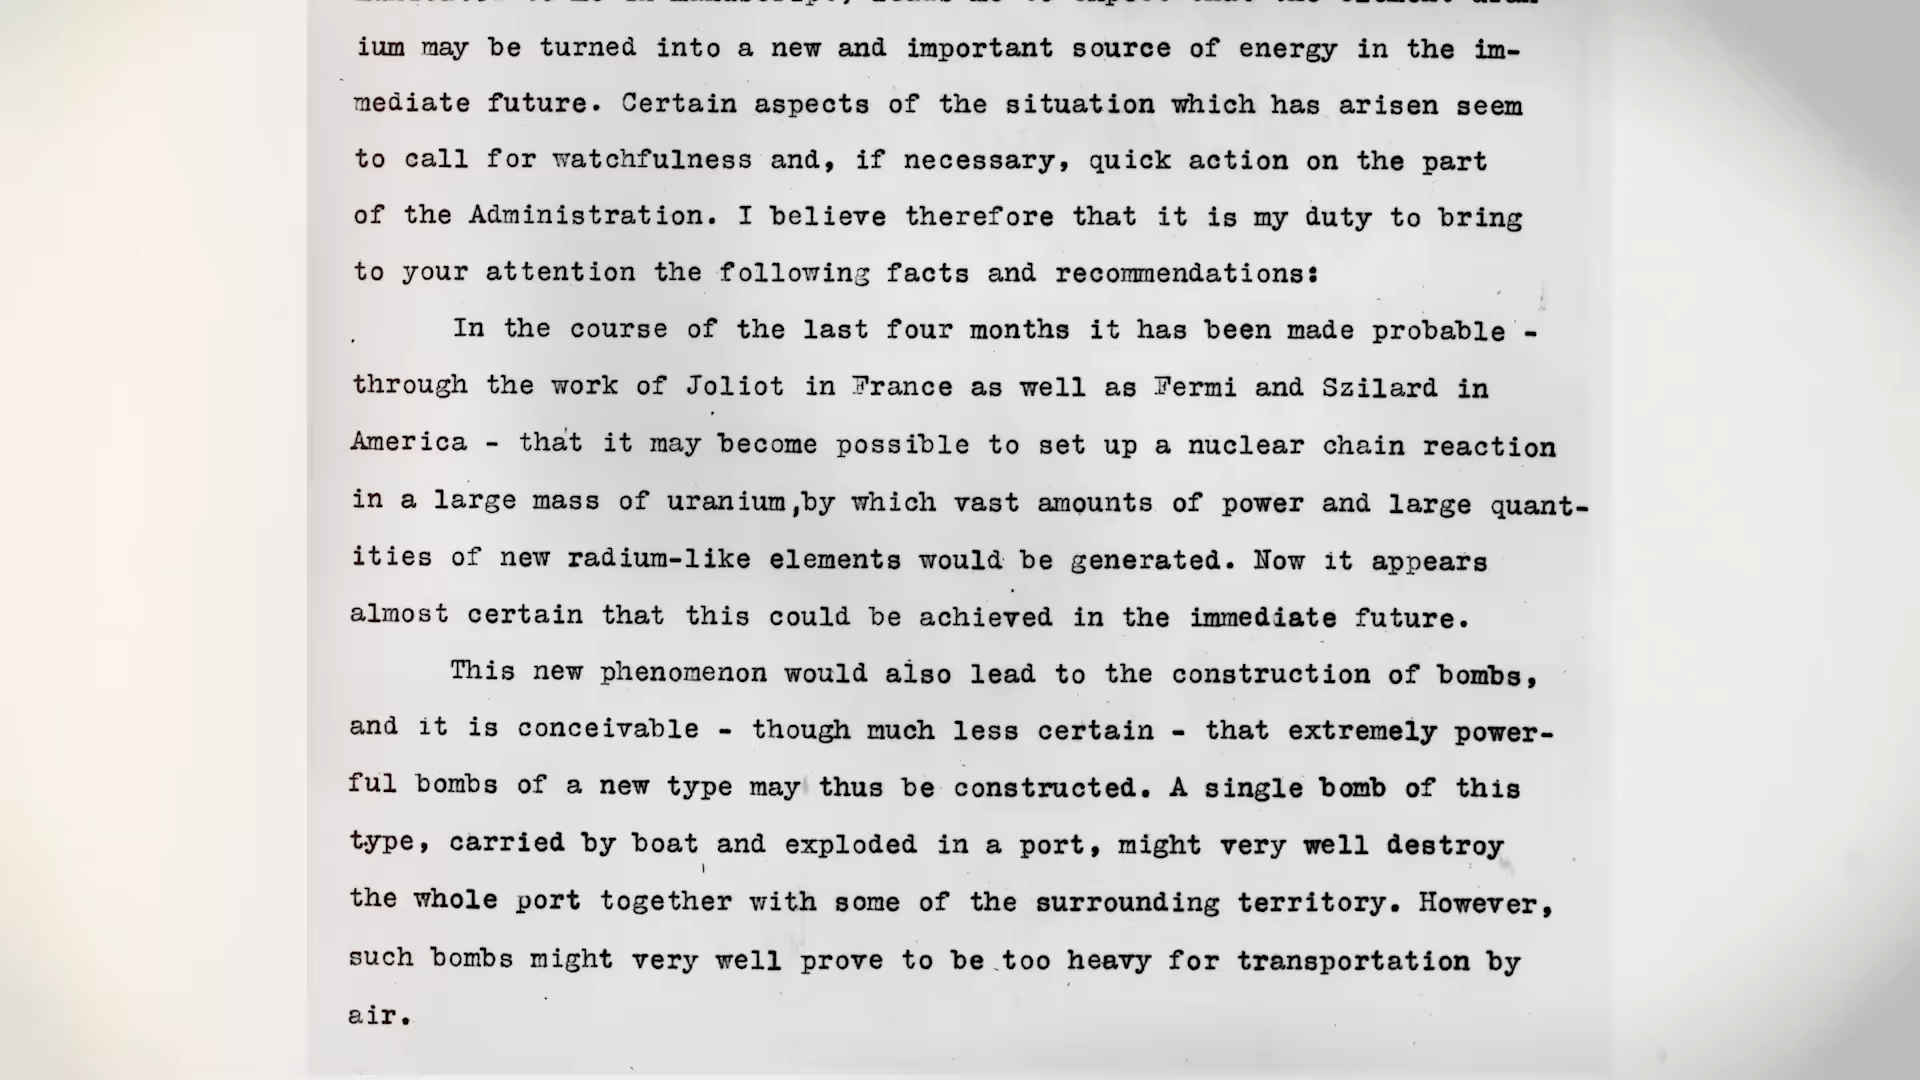 ium may be turned into a new and important source of energy in the im-
mediate future. Certain aspects of the situation which has arisen seem
to call for watchfulness and, if necessary, quick action on the part
of the Administration. I believe therefore that it is my duty to bring
to your attention the following facts and recommendations:
In the course of the last four months it has been made probable -
through the work of Joliot in France as well as Fermi and Szilard in
America - that it may become possible to set up a nuclear chain reaction
in a large mass of uranium,by which vast amounts of power and large quant-
ities of new radium-like elements would be generated. Now it appears
almost certain that this could be achieved in the immediate future.
This new phenomenon would also lead to the construction of bombs,
and it is conceivable - though much less certain - that extremely power-
ful bombs of a new type may thus be constructed. A single bomb of this
type, carried by boat and exploded in a port, might very well destroy
the whole port together with some of the surrounding territory. However,
such bombs might very well prove to be too heavy for transportation by
air.